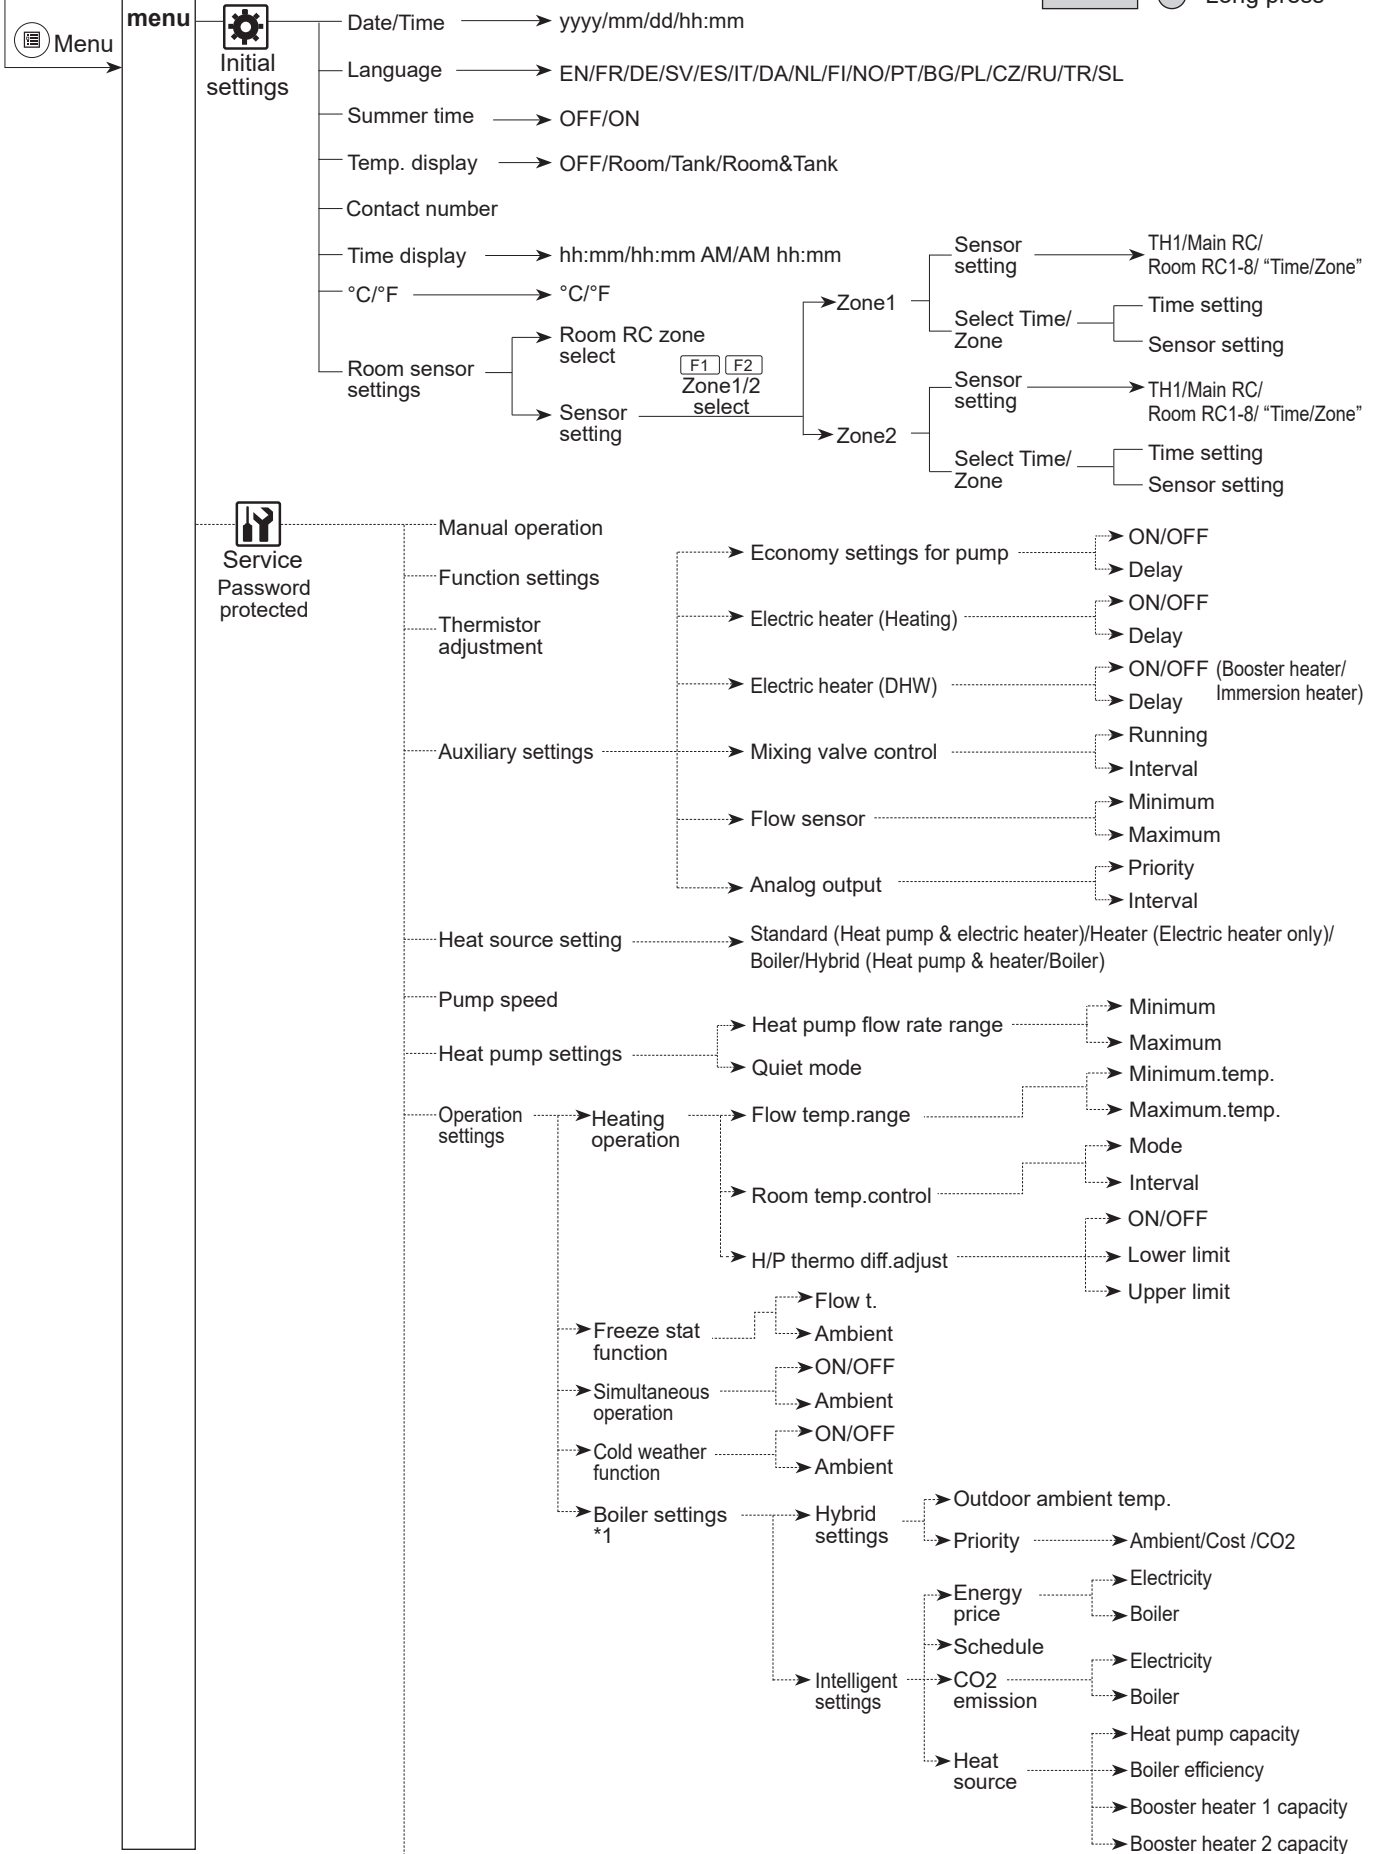 Long press
menu
Menu
Initial
settings
Date/Time
yyyy/mm/dd/hh:mm
Language
EN/FR/DE/SV/ES/IT/DA/NL/FI/NO/PT/BG/PL/CZ/RU/TR/SL
Summer time
OFF/ON
Temp. display
OFF/Room/Tank/Room&Tank
Contact number
Time display
hh:mm/hh:mm AM/AM hh:mm
°C/°F
°C/°F
Room sensor
settings
Room RC zone
select
Sensor
setting
F1 F2
Zone1/2
select
Zone1
Sensor
setting
TH1/Main RC/
Room RC1-8/ “Time/Zone”
Select Time/
Zone
Time setting
Sensor setting
Zone2
Sensor
setting
TH1/Main RC/
Room RC1-8/ “Time/Zone”
Select Time/
Zone
Time setting
Sensor setting
Service
Password
protected
Manual operation
Function settings
Thermistor
adjustment
Auxiliary settings
Economy settings for pump
ON/OFF
Delay
Electric heater (Heating)
ON/OFF
Delay
Electric heater (DHW)
ON/OFF (Booster heater/
Immersion heater)
Delay
Mixing valve control
Running
Interval
Flow sensor
Minimum
Maximum
Analog output
Priority
Interval
Heat source setting
Standard (Heat pump & electric heater)/Heater (Electric heater only)/
Boiler/Hybrid (Heat pump & heater/Boiler)
Pump speed
Heat pump settings
Heat pump flow rate range
Minimum
Maximum
Quiet mode
Operation
settings
Heating
operation
Flow temp.range
Minimum.temp.
Maximum.temp.
Room temp.control
Mode
Interval
H/P thermo diff.adjust
ON/OFF
Lower limit
Upper limit
Freeze stat
function
Flow t.
Ambient
Simultaneous
operation
ON/OFF
Ambient
Cold weather
function
ON/OFF
Ambient
Boiler settings
*1
Hybrid
settings
Outdoor ambient temp.
Priority
Ambient/Cost /CO2
Intelligent
settings
Energy
price
Electricity
Boiler
Schedule
CO2
emission
Electricity
Boiler
Heat
source
Heat pump capacity
Boiler efficiency
Booster heater 1 capacity
Booster heater 2 capacity